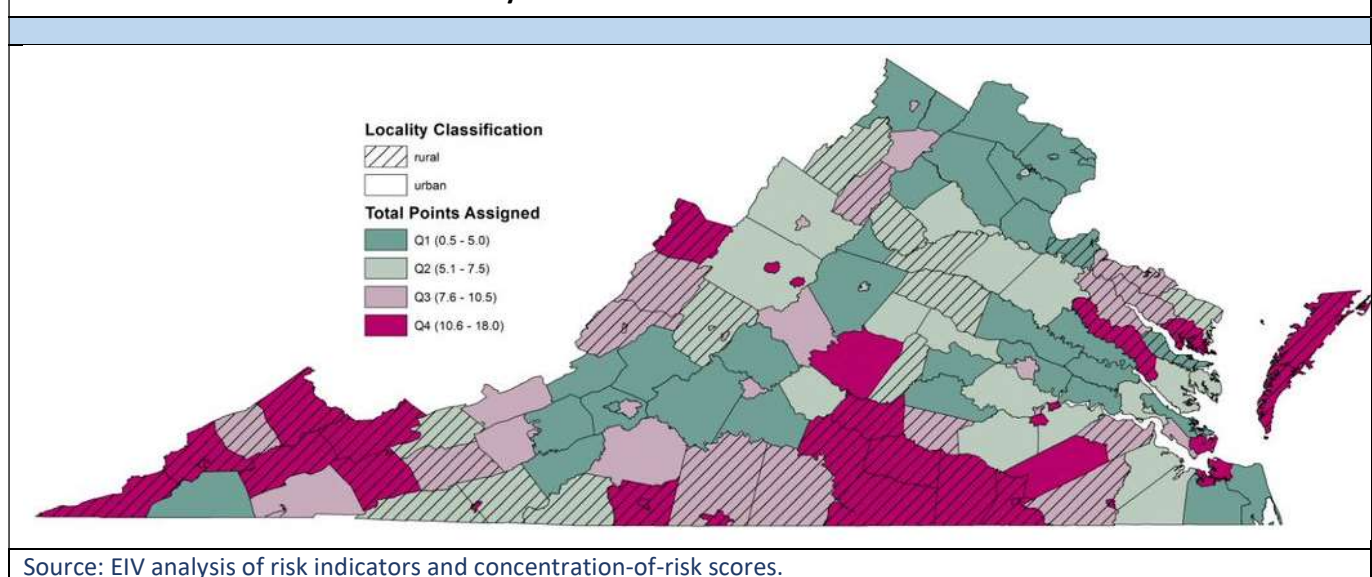 Locality Classification
rural
urban
Total Points Assigned
Q1 (0.5 - 5.0)
Q2 (5.1 - 7.5)
Q3 (7.6 - 10.5)
Q4 (10.6 - 18.0)
Source: EIV analysis of risk indicators and concentration-of-risk scores.